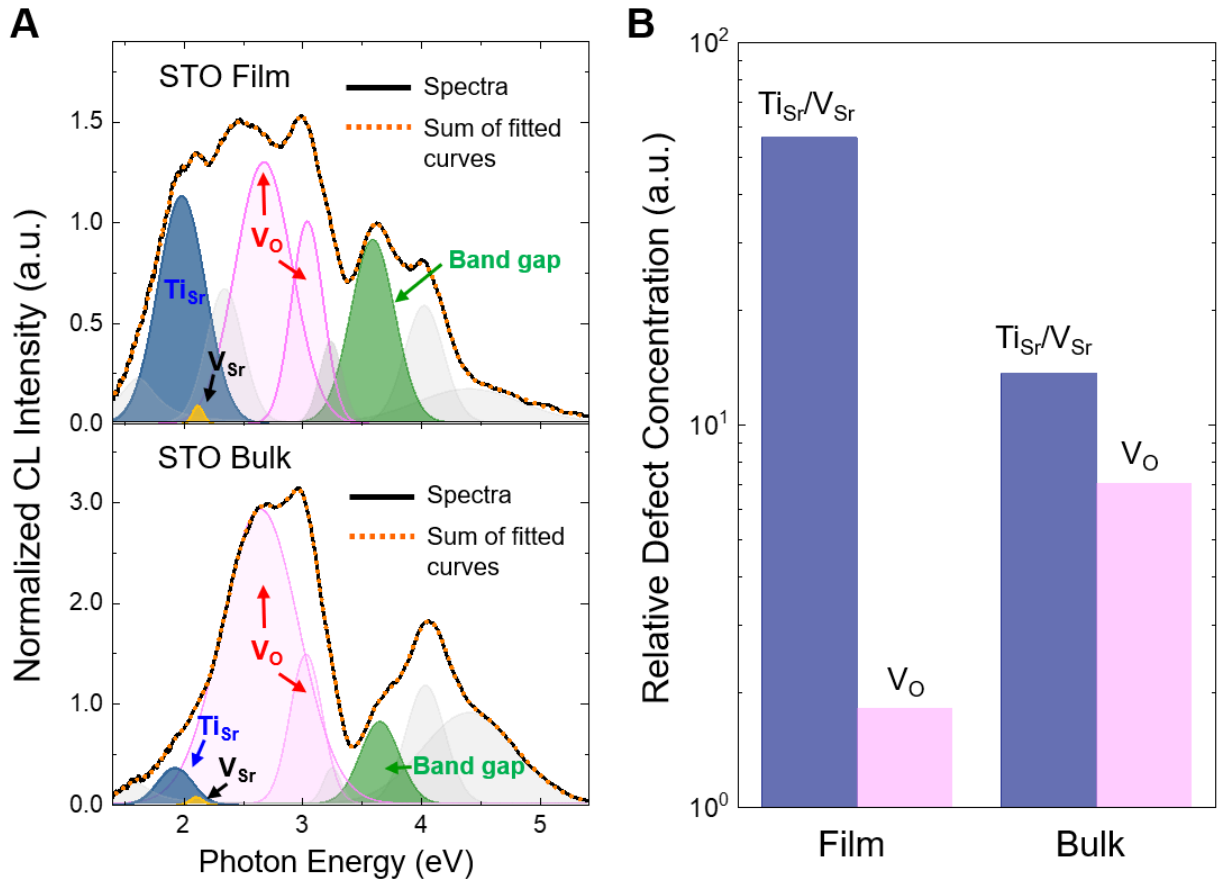 A
STO Film
Spectra
Sum of fitted
curves
1.5
1.0
0.5
0.0
V_O
Band gap
Ti_Sr
V_Sr
STO Bulk
Spectra
Sum of fitted
curves
3.0
2.0
1.0
0.0
V_O
Ti_Sr
V_Sr
Band gap
2 3 4 5
Photon Energy (eV)
Normalized CL Intensity (a.u.)
B
10^2
10^1
10^0
Relative Defect Concentration (a.u.)
Ti_Sr/V_Sr
V_O
Ti_Sr/V_Sr
V_O
Film Bulk